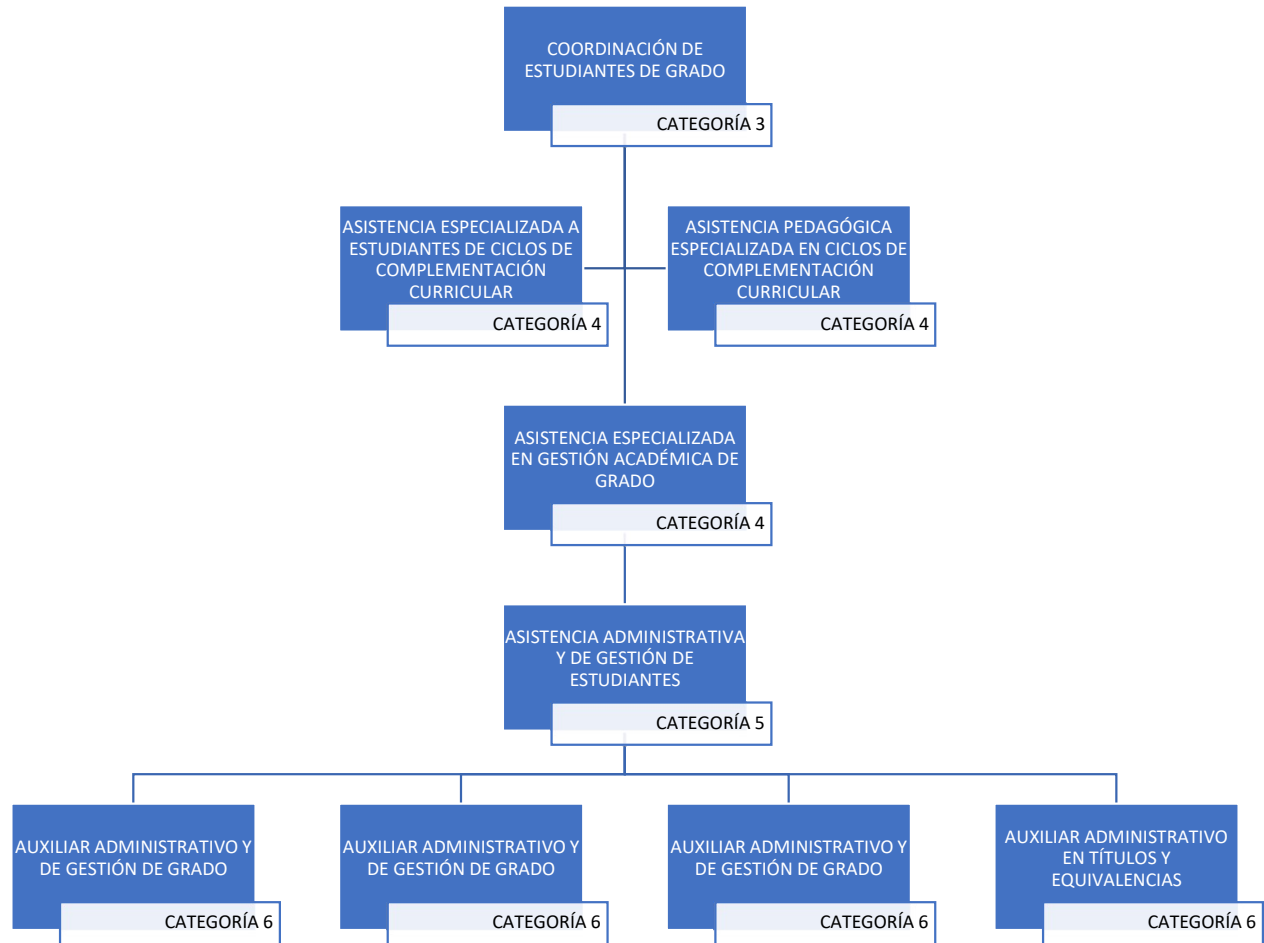 COORDINACIÓN DE
ESTUDIANTES DE GRADO
CATEGORÍA 3
ASISTENCIA ESPECIALIZADA A
ESTUDIANTES DE CICLOS DE
COMPLEMENTACIÓN
CURRICULAR
CATEGORÍA 4
ASISTENCIA PEDAGÓGICA
ESPECIALIZADA EN CICLOS DE
COMPLEMENTACIÓN
CURRICULAR
CATEGORÍA 4
ASISTENCIA ESPECIALIZADA
EN GESTIÓN ACADÉMICA DE
GRADO
CATEGORÍA 4
ASISTENCIA ADMINISTRATIVA
Y DE GESTIÓN DE
ESTUDIANTES
CATEGORÍA 5
AUXILIAR ADMINISTRATIVO Y
DE GESTIÓN DE GRADO
CATEGORÍA 6
AUXILIAR ADMINISTRATIVO Y
DE GESTIÓN DE GRADO
CATEGORÍA 6
AUXILIAR ADMINISTRATIVO Y
DE GESTIÓN DE GRADO
CATEGORÍA 6
AUXILIAR ADMINISTRATIVO
EN TÍTULOS Y
EQUIVALENCIAS
CATEGORÍA 6